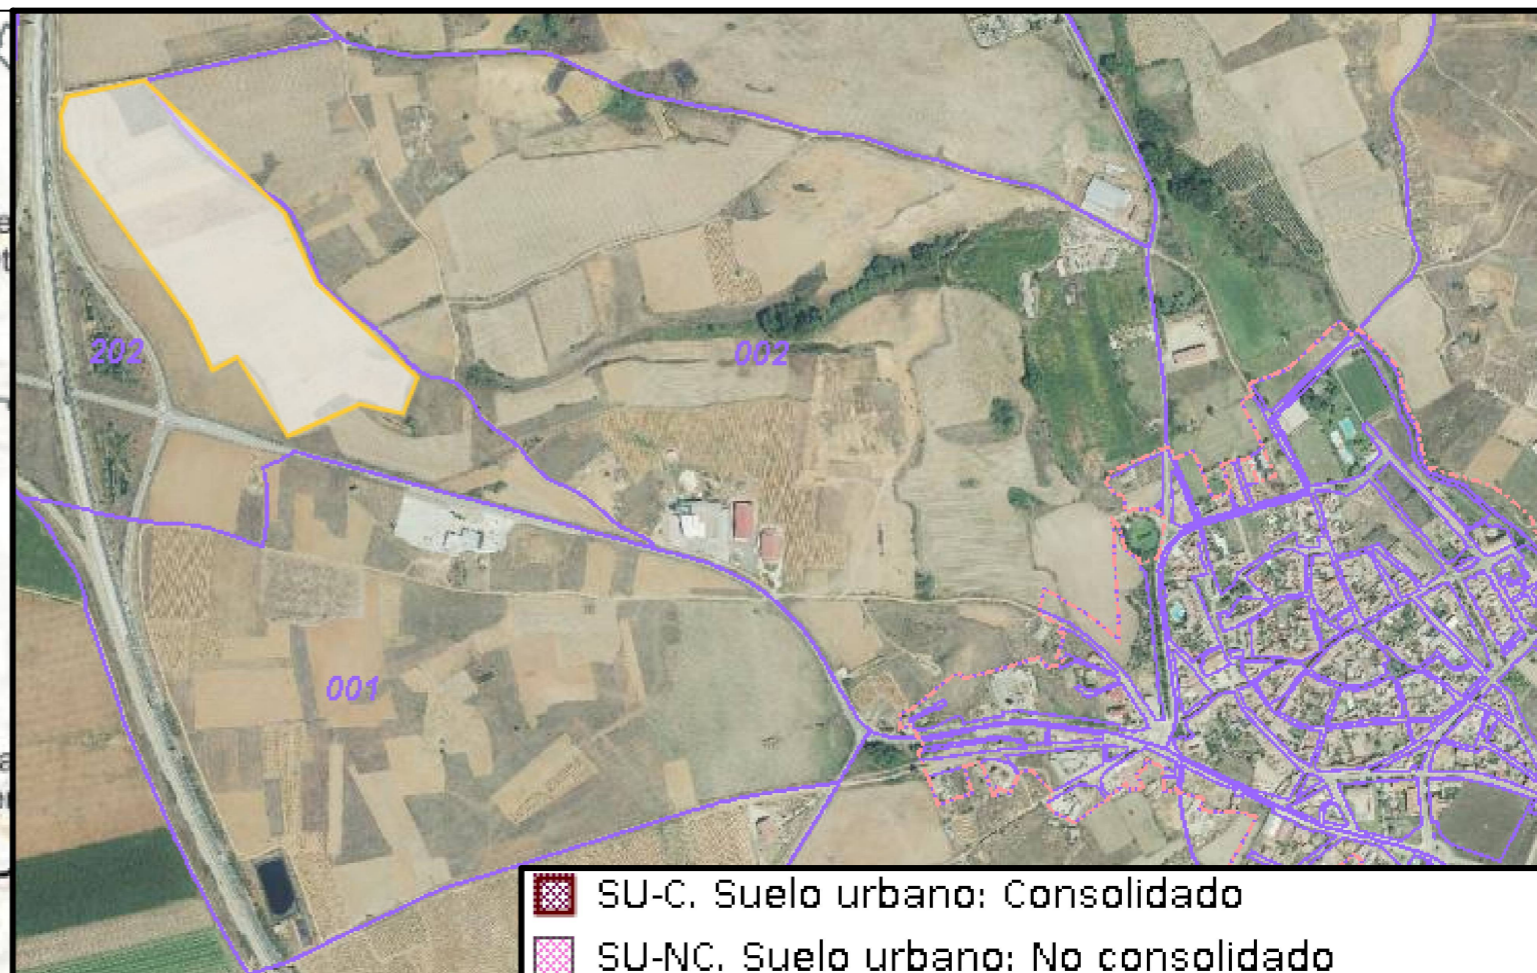 202
002
001
SU-C. Suelo urbano: Consolidado
SU-NC. Suelo urbano: No consolidado